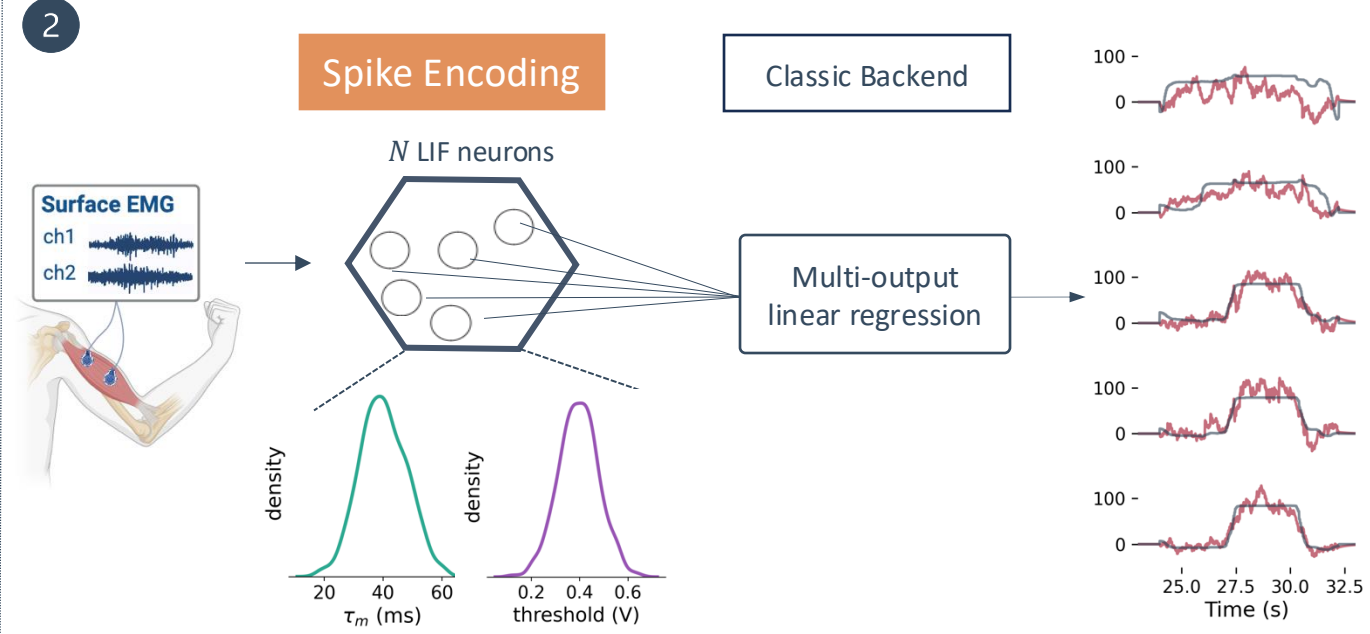 2
Spike Encoding
Classic Backend
N LIF neurons
Surface EMG
ch1
ch2
Multi-output
linear regression
density
20 40 60
τm (ms)
density
0.2 0.4 0.6
threshold (V)
100
0
100
0
100
0
100
0
100
0
25.0 27.5 30.0 32.5
Time (s)